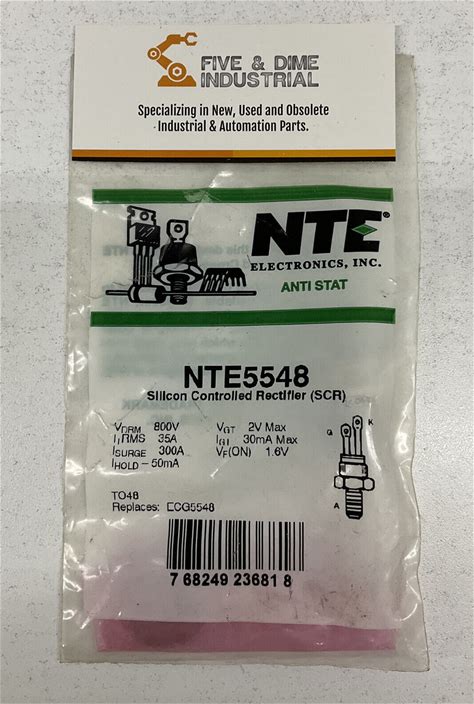 FIVE & DIME
INDUSTRIAL
Specializing in New, Used and Obsolete
Industrial & Automation Parts.
NTE®
ELECTRONICS, INC.
ANTI STAT
NTE5548
Silicon Controlled Rectifier (SCR)
VDRM 800V VGT 2V Max
ITRMS 35A IGT 30mA Max
ISURGE 300A VF(ON) 1.6V
IHOLD - 50mA
G K
A
TO48
Replaces: ECG5548
7 68249 23681 8